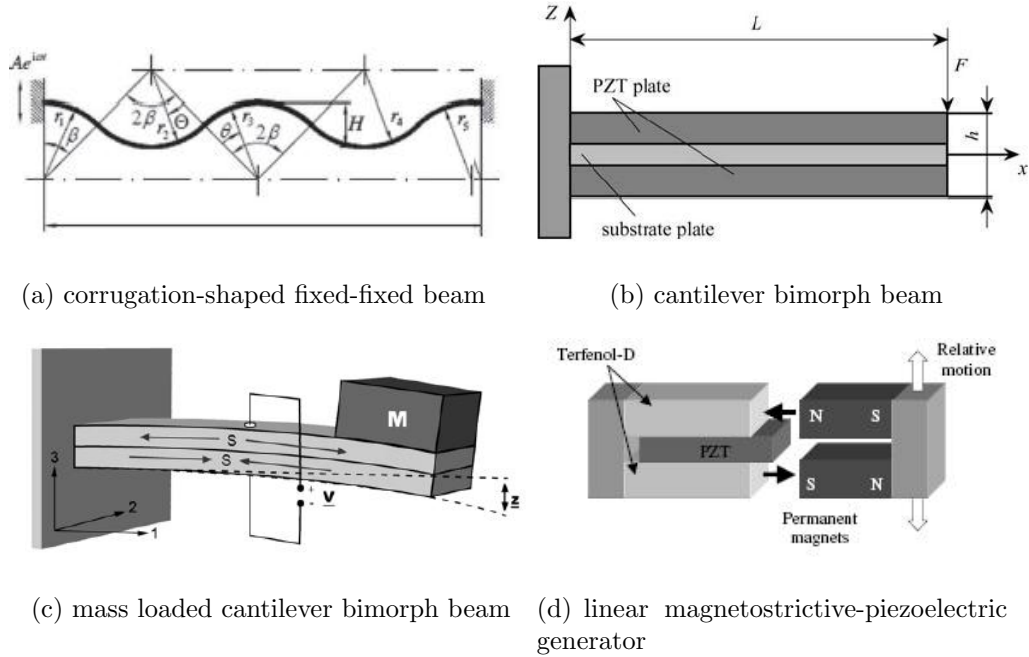 Ae^{iωt}
r₁
β
2β
r₂
Θ
θ
r₃
2β
H
r₄
r₅
(a) corrugation-shaped fixed-fixed beam
Z
L
F
PZT plate
h
x
substrate plate
(b) cantilever bimorph beam
M
S
S
3
2
1
+
V
-
z
(c) mass loaded cantilever bimorph beam
Terfenol-D
Relative
motion
N S
PZT
S N
Permanent
magnets
(d) linear magnetostrictive-piezoelectric
generator